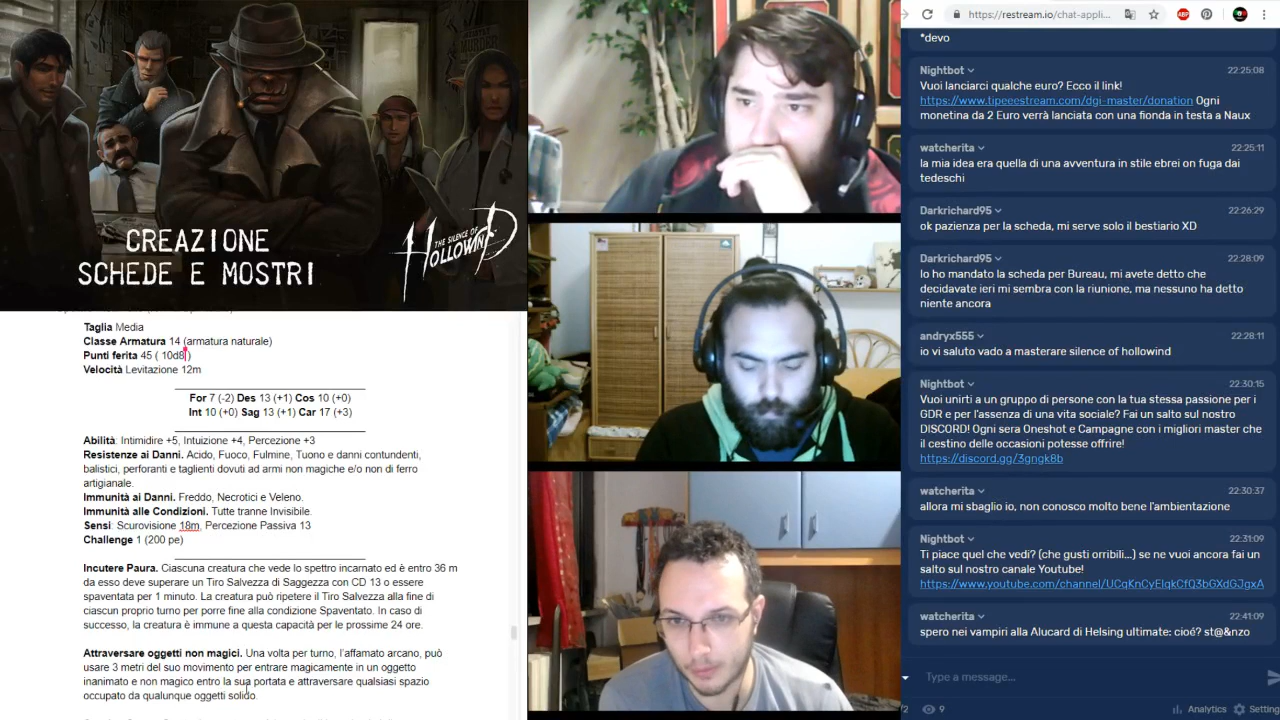 CREAZIONE
SCHEDE E MOSTRI
THE SILENCE OF
HOLLOWIND
Taglia Media
Classe Armatura 14 (armatura naturale)
Punti ferita 45 ( 10d8)
Velocità Levitazione 12m
For 7 (-2) Des 13 (+1) Cos 10 (+0)
Int 10 (+0) Sag 13 (+1) Car 17 (+3)
Abilità: Intimidire +5, Intuizione +4, Percezione +3
Resistenze ai Danni. Acido, Fuoco, Fulmine, Tuono e danni contundenti,
balistici, perforanti e taglienti dovuti ad armi non magiche e/o non di ferro
artigianale.
Immunità ai Danni. Freddo, Necrotici e Veleno.
Immunità alle Condizioni. Tutte tranne Invisibile.
Sensi: Scurovisione 18m, Percezione Passiva 13
Challenge 1 (200 pe)
Incutere Paura. Ciascuna creatura che vede lo spettro incarnato ed è entro 36 m
da esso deve superare un Tiro Salvezza di Saggezza con CD 13 o essere
spaventata per 1 minuto. La creatura può ripetere il Tiro Salvezza alla fine di
ciascun proprio turno per porre fine alla condizione Spaventato. In caso di
successo, la creatura è immune a questa capacità per le prossime 24 ore.
Attraversare oggetti non magici. Una volta per turno, l'affamato arcano, può
usare 3 metri del suo movimento per entrare magicamente in un oggetto
inanimato e non magico entro la sua portata e attraversare qualsiasi spazio
occupato da qualunque oggetti solido.
https://restream.io/chat-appli...
ABP
*devo
Nightbot 22:25:08
Vuoi lanciarci qualche euro? Ecco il link!
https://www.tipeeestream.com/dgi-master/donation Ogni
monetina da 2 Euro verrà lanciata con una fionda in testa a Naux
watcherita 22:25:11
la mia idea era quella di una avventura in stile ebrei on fuga dai
tedeschi
Darkrichard95 22:26:29
ok pazienza per la scheda, mi serve solo il bestiario XD
Darkrichard95 22:28:09
Io ho mandato la scheda per Bureau, mi avete detto che
decidavate ieri mi sembra con la riunione, ma nessuno ha detto
niente ancora
andryx555 22:28:11
io vi saluto vado a masterare silence of hollowind
Nightbot 22:30:15
Vuoi unirti a un gruppo di persone con la tua stessa passione per i
GDR e per l'assenza di una vita sociale? Fai un salto sul nostro
DISCORD! Ogni sera Oneshot e Campagne con i migliori master che
il cestino delle occasioni potesse offrire!
https://discord.gg/3gngk8b
watcherita 22:30:37
allora mi sbaglio io, non conosco molto bene l'ambientazione
Nightbot 22:31:09
Ti piace quel che vedi? (che gusti orribili...) se ne vuoi ancora fai un
salto sul nostro canale Youtube!
https://www.youtube.com/channel/UCqKnCyEIqkCfQ3bGXdGJgxA
watcherita 22:41:09
spero nei vampiri alla Alucard di Helsing ultimate: cioé? st@&nzo
Type a message...
/2 9 Analytics Setting